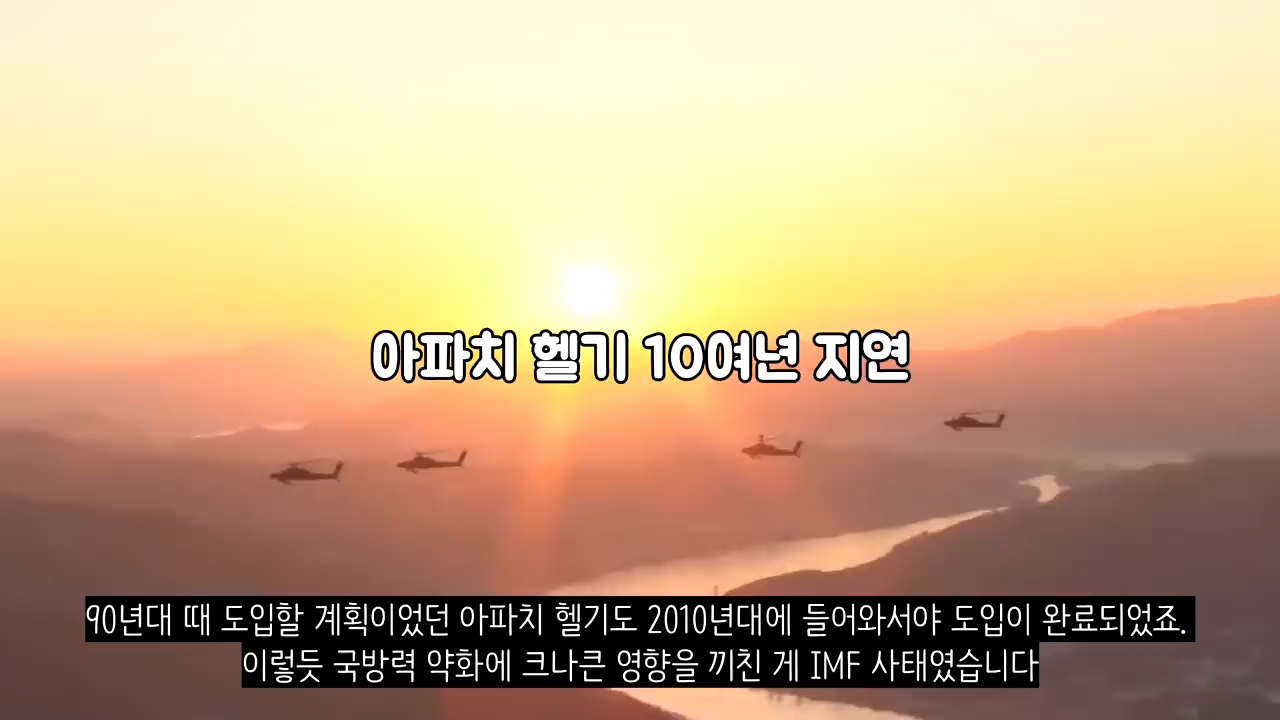 아파치 헬기 10여년 지연
90년대 때 도입할 계획이었던 아파치 헬기도 2010년대에 들어와서야 도입이 완료되었죠.
이렇듯 국방력 약화에 크나큰 영향을 끼친 게 IMF 사태였습니다